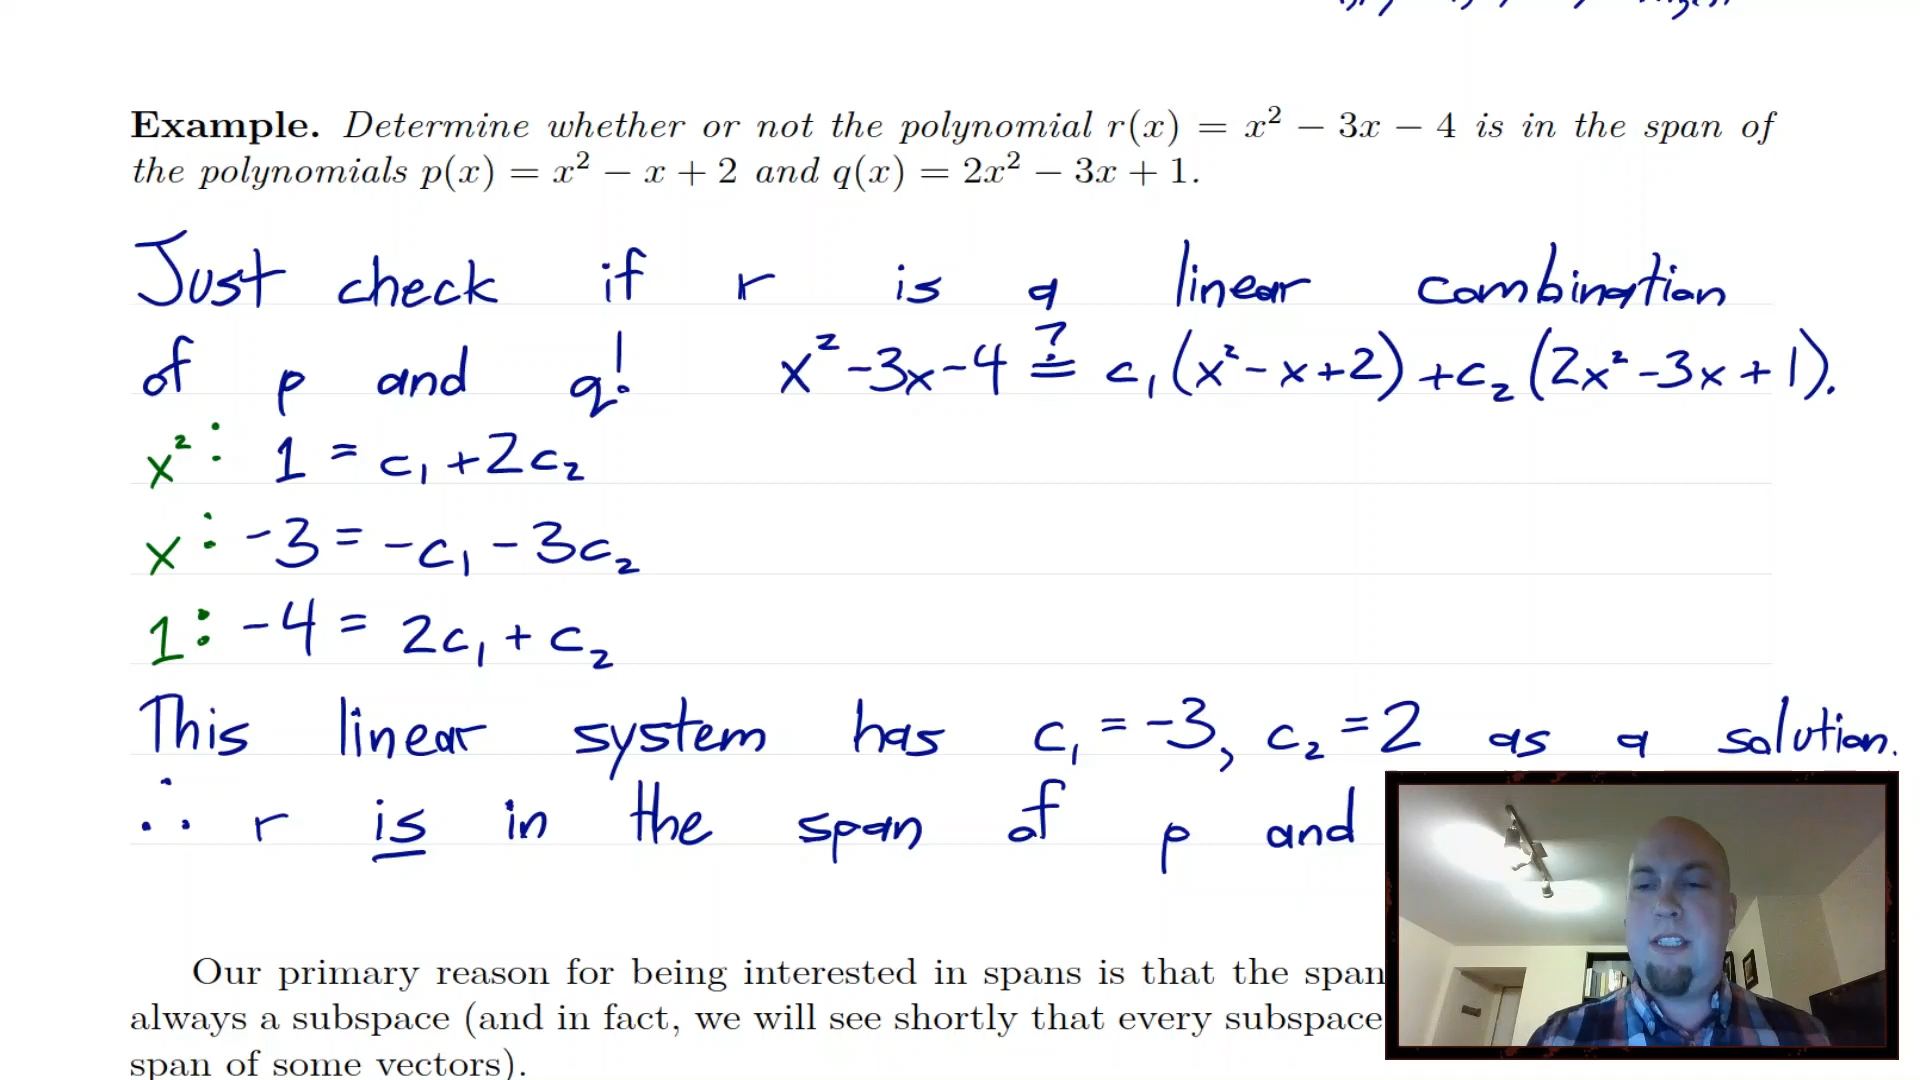 Example. Determine whether or not the polynomial r(x) = x² − 3x − 4 is in the span of
the polynomials p(x) = x² − x + 2 and q(x) = 2x² − 3x + 1.
Just check if r is a linear combination
of p and q! x² -3x-4 ≟ c₁(x²-x+2)+c₂(2x²-3x+1).
x²: 1 = c₁+2c₂
x: -3 = -c₁ - 3c₂
1: -4 = 2c₁ + c₂
This linear system has c₁ = -3, c₂ = 2 as a solution.
∴ r is in the span of p and
Our primary reason for being interested in spans is that the span
always a subspace (and in fact, we will see shortly that every subspace
span of some vectors).